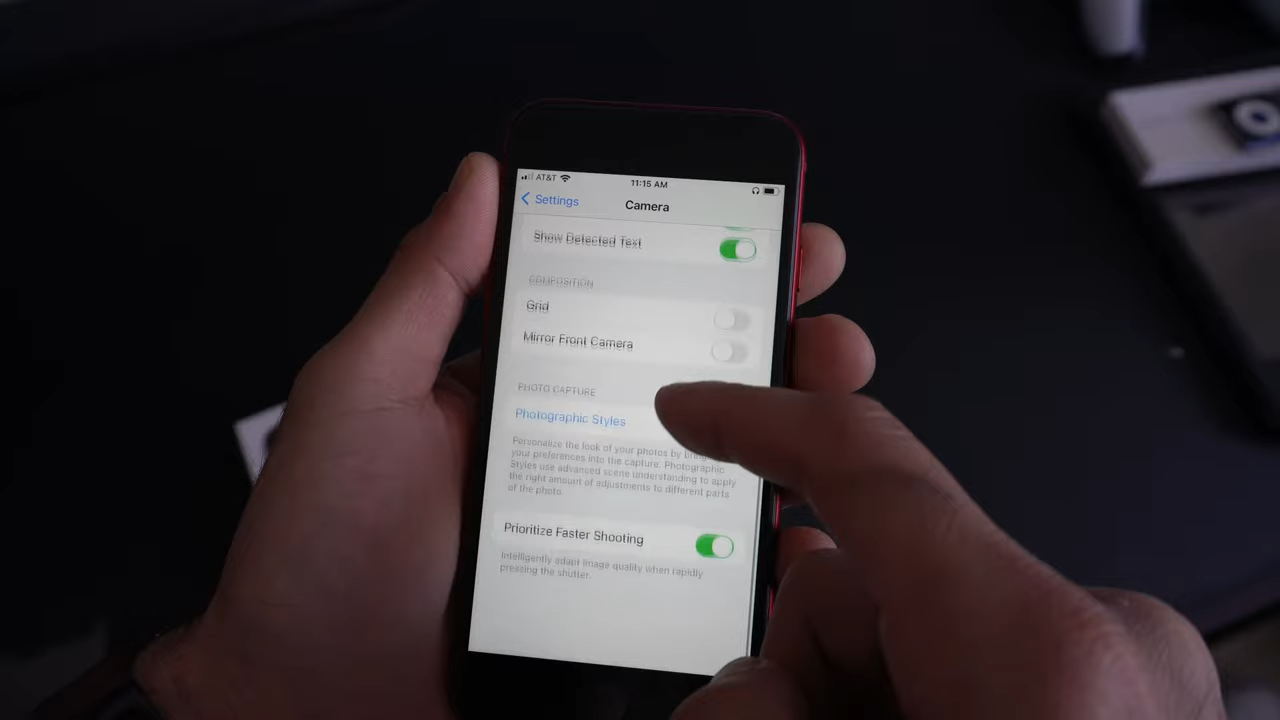 AT&T 11:15 AM
Settings Camera
Show Detected Text
COMPOSITION
Grid
Mirror Front Camera
PHOTO CAPTURE
Photographic Styles
Personalize the look of your photos by
your preferences into the capture. Photographic
Styles use advanced scene understanding to apply
the right amount of adjustments to different parts
of the photo.
Prioritize Faster Shooting
Intelligently adapt image quality when rapidly
pressing the shutter.